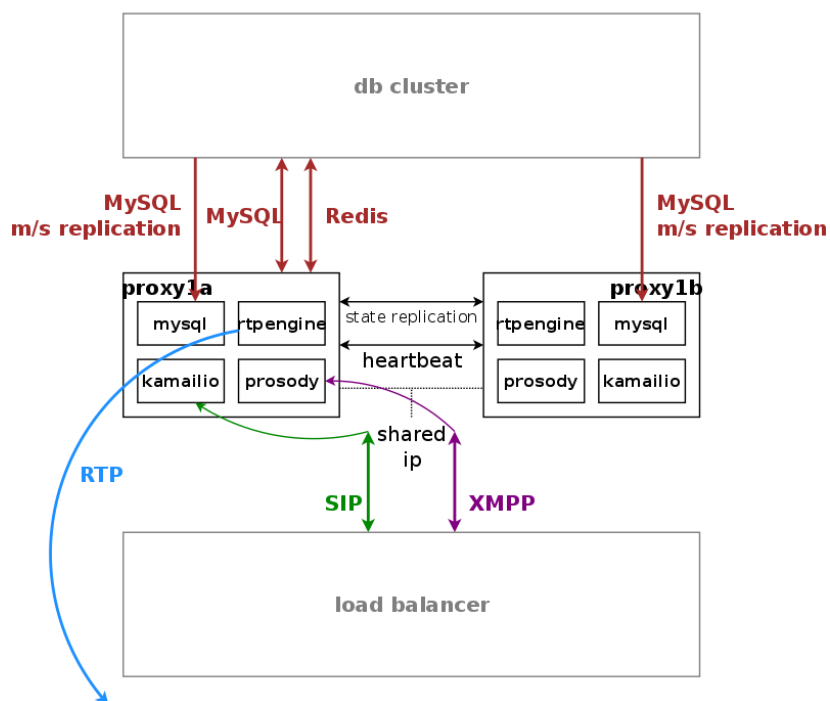 db cluster
MySQL
m/s replication
MySQL
Redis
MySQL
m/s replication
proxy1a
proxy1b
mysql
rtpengine
state replication
rtpengine
mysql
heartbeat
kamailio
prosody
prosody
kamailio
shared
ip
RTP
SIP
XMPP
load balancer